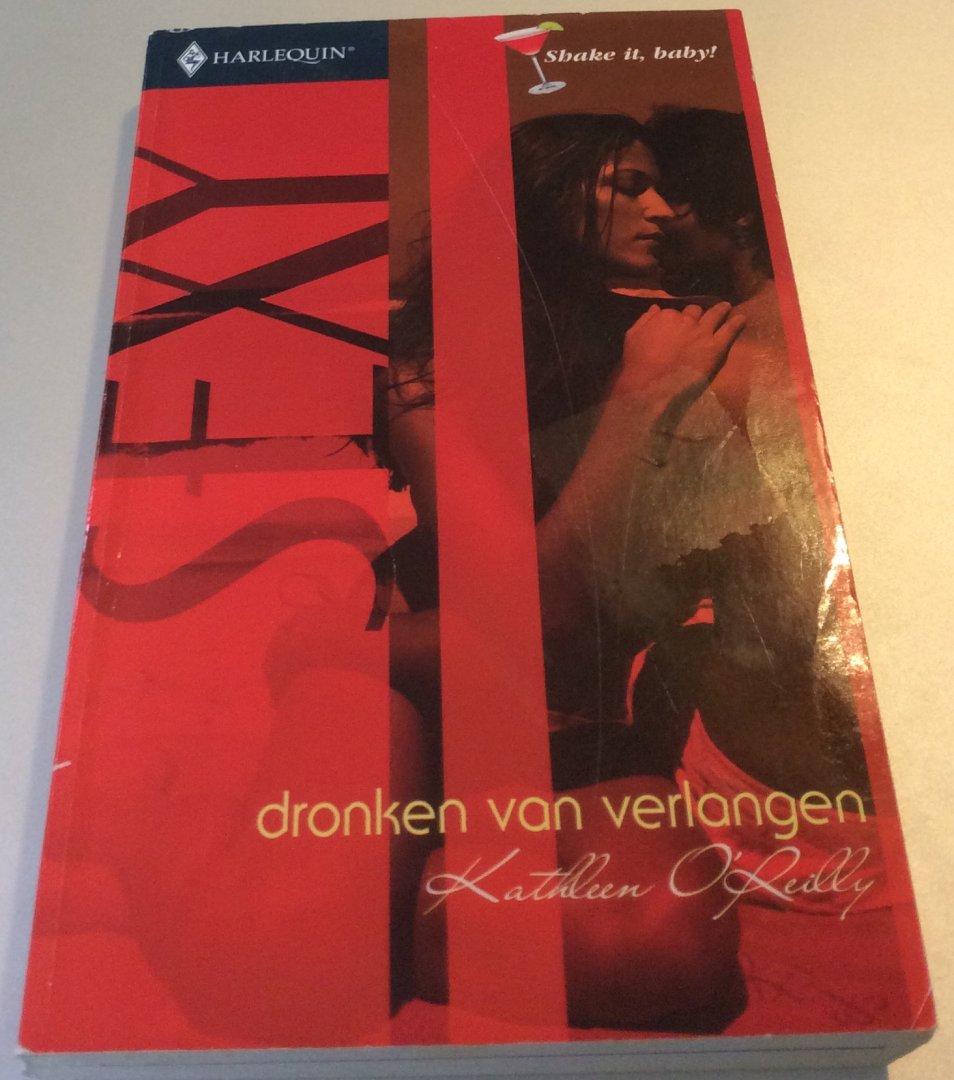 HARLEQUIN®
Shake it, baby!
SEXY
dronken van verlangen
Kathleen O'Reilly